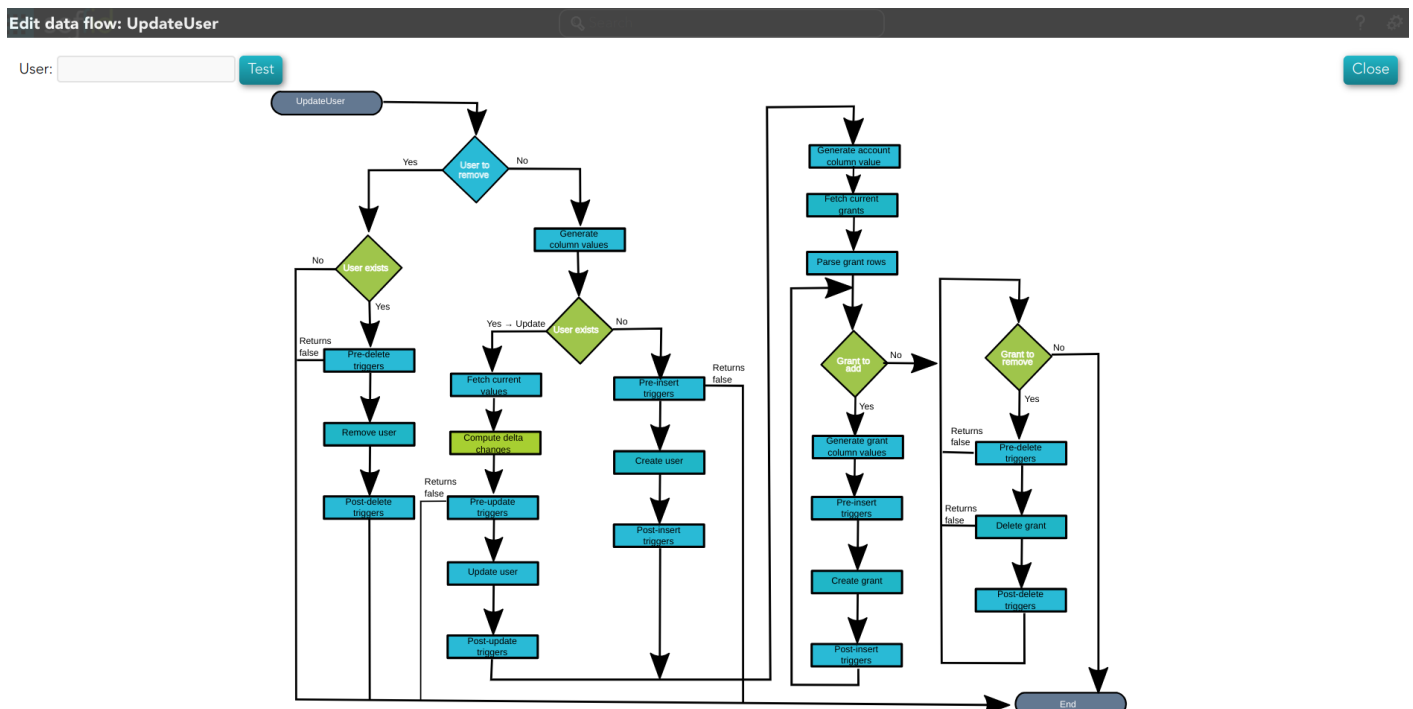 Edit data flow: UpdateUser
?
User:
Test
Close
UpdateUser
User to
remove
Yes
No
User exists
No
Yes
Returns
false
Pre-delete
triggers
Remove user
Post-delete
triggers
Generate
column values
User exists
Yes → Update
No
Fetch current
values
Compute delta
changes
Returns
false
Pre-update
triggers
Update user
Post-update
triggers
Pre-insert
triggers
Returns
false
Create user
Post-insert
triggers
Generate account
column value
Fetch current
grants
Parse grant rows
Grant to
add
No
Yes
Generate grant
column values
Pre-insert
triggers
Create grant
Post-insert
triggers
Grant to
remove
No
Yes
Returns
false
Pre-delete
triggers
Returns
false
Delete grant
Post-delete
triggers
End